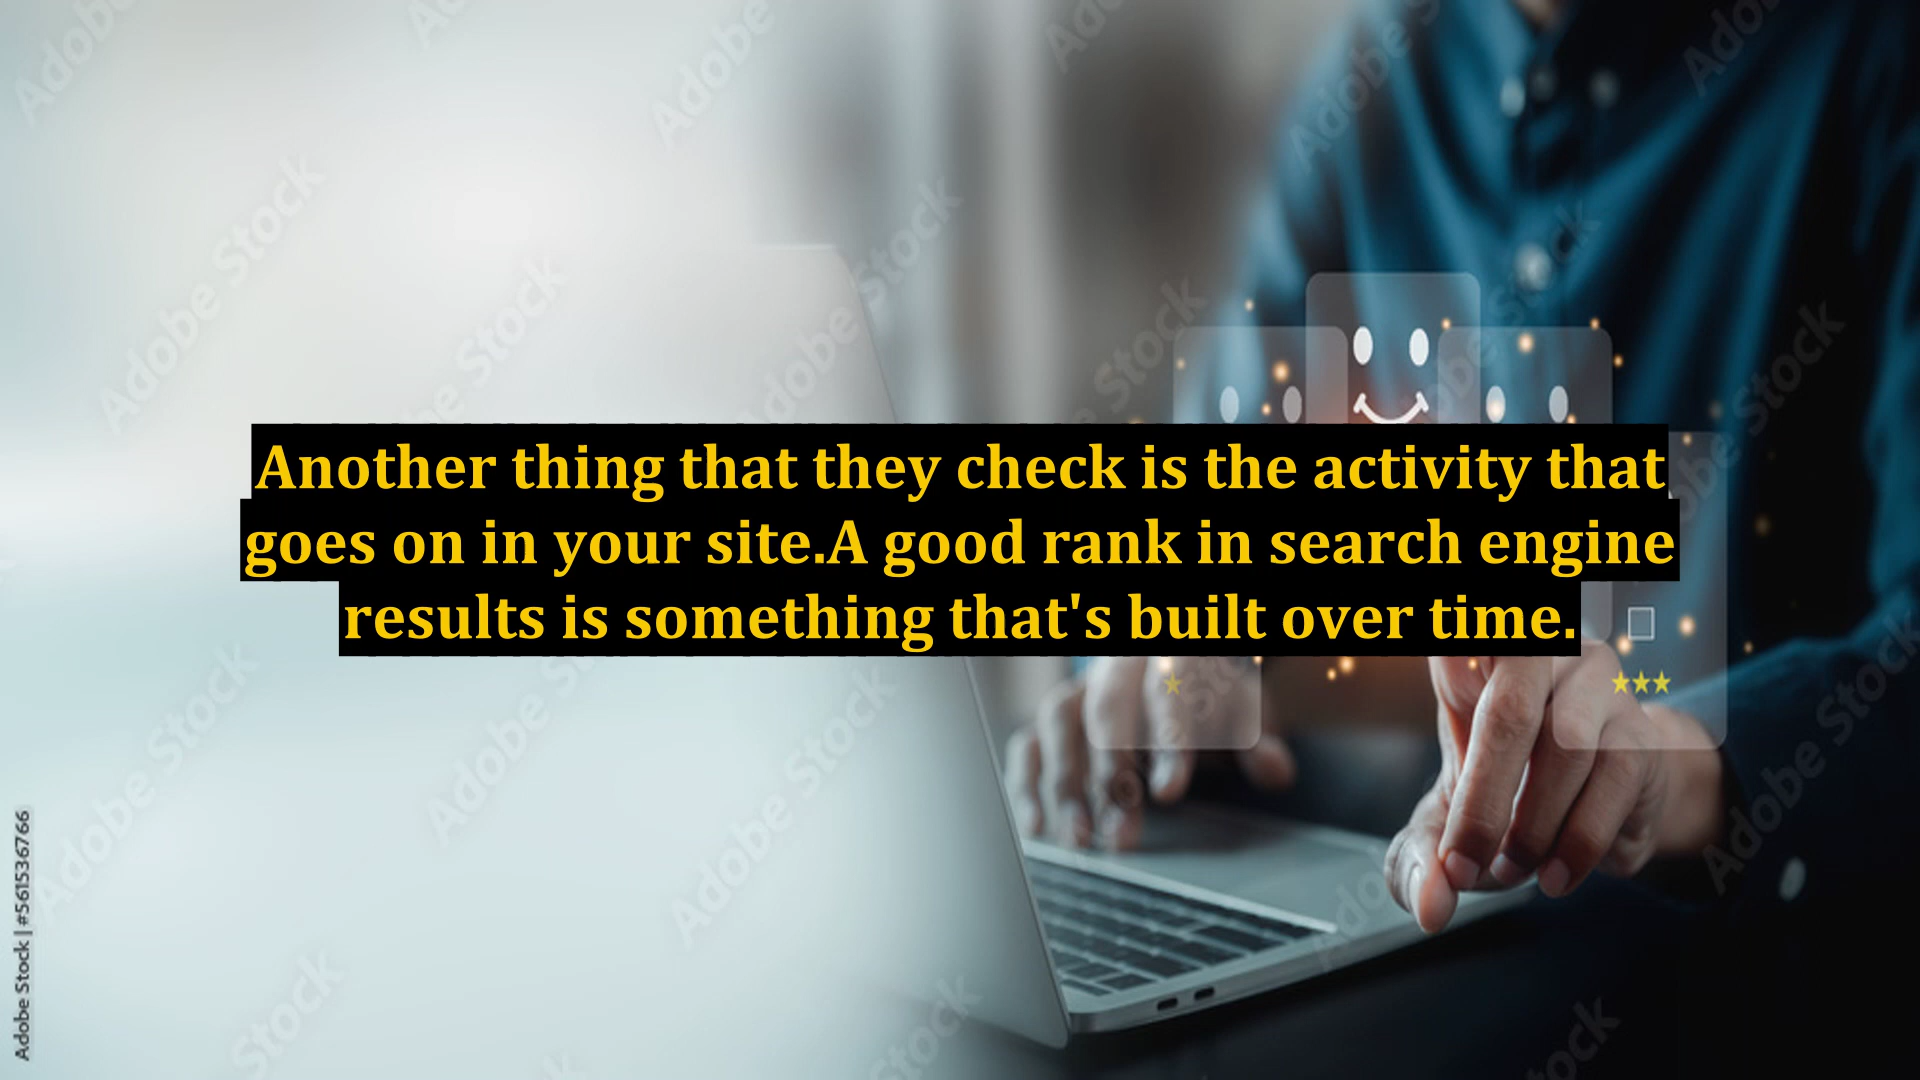 Another thing that they check is the activity that
goes on in your site.A good rank in search engine
results is something that's built over time.
Adobe Stock | #5615336766